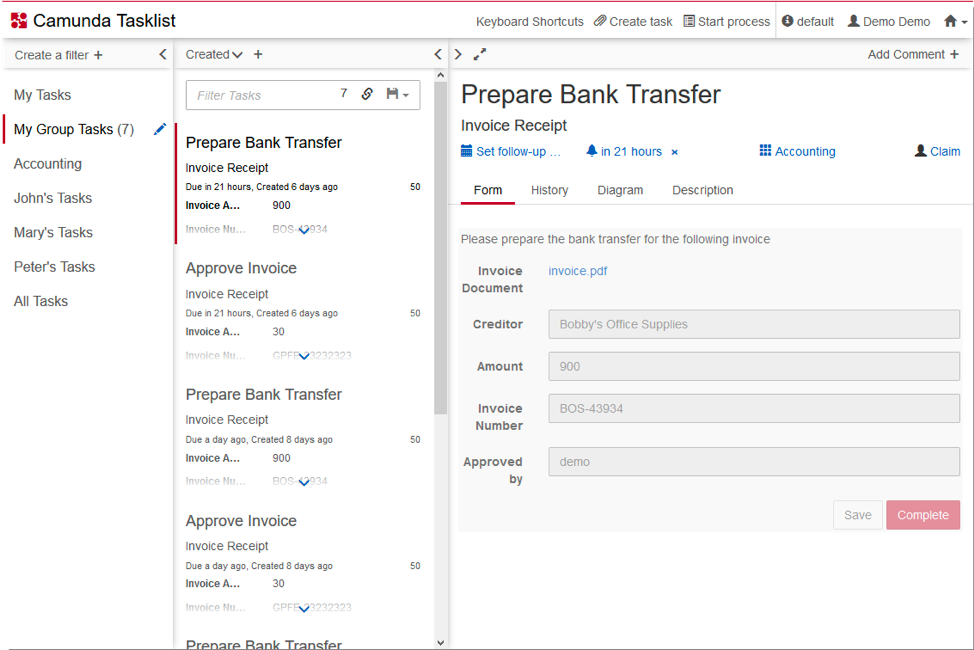 Camunda Tasklist
Keyboard Shortcuts Create task Start process default Demo Demo
Create a filter +
My Tasks
My Group Tasks (7)
Accounting
John's Tasks
Mary's Tasks
Peter's Tasks
All Tasks
Created +
Filter Tasks 7
Prepare Bank Transfer
Invoice Receipt
Due in 21 hours, Created 6 days ago 50
Invoice A... 900
Invoice Nu... BOS-43934
Approve Invoice
Invoice Receipt
Due in 21 hours, Created 6 days ago 50
Invoice A... 30
Invoice Nu... GPFE-23232323
Prepare Bank Transfer
Invoice Receipt
Due a day ago, Created 8 days ago 50
Invoice A... 900
Invoice Nu... BOS-43934
Approve Invoice
Invoice Receipt
Due a day ago, Created 8 days ago 50
Invoice A... 30
Invoice Nu... GPFE-23232323
Prepare Bank Transfer
Add Comment +
Prepare Bank Transfer
Invoice Receipt
Set follow-up ... in 21 hours × Accounting Claim
Form History Diagram Description
Please prepare the bank transfer for the following invoice
Invoice invoice.pdf
Document
Creditor Bobby's Office Supplies
Amount 900
Invoice BOS-43934
Number
Approved demo
by
Save Complete